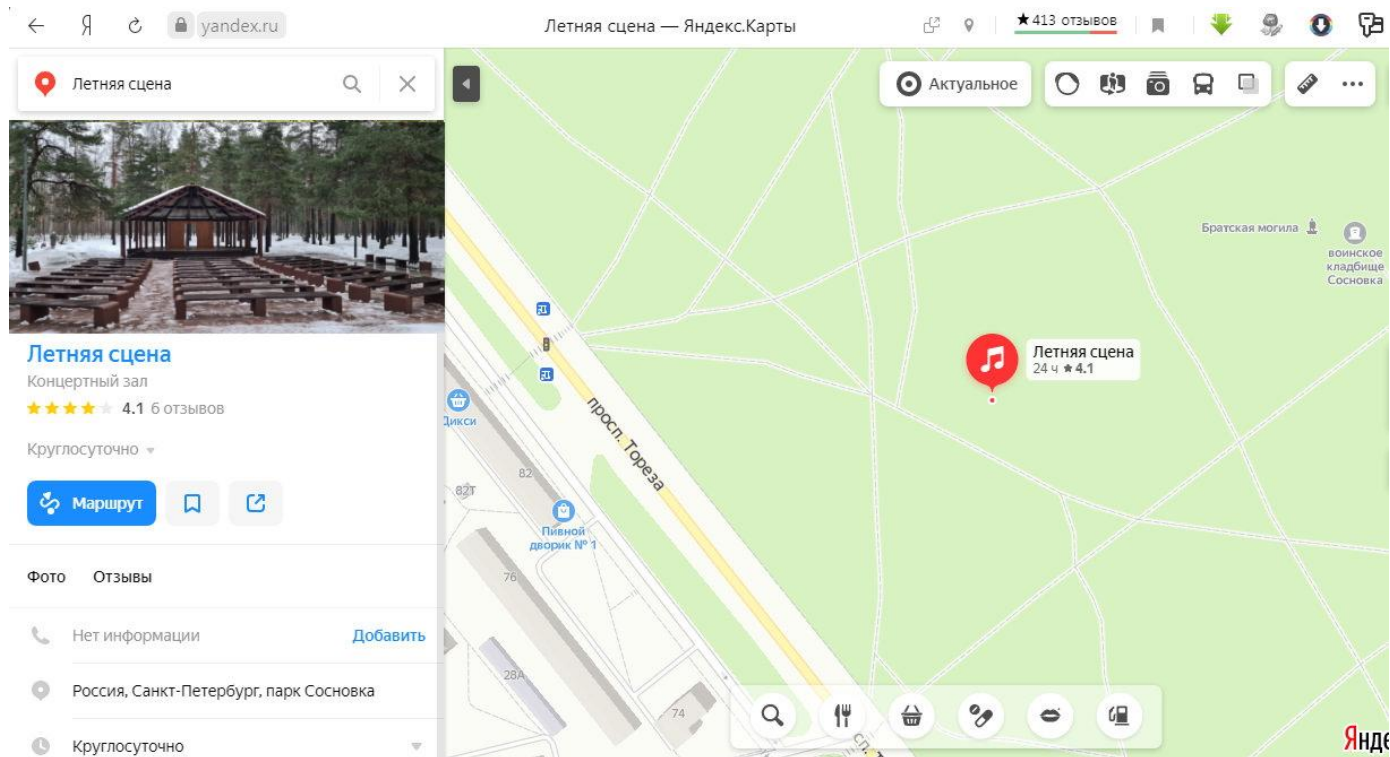 Я yandex.ru Летняя сцена — Яндекс.Карты ★413 отзывов
Летняя сцена
Актуальное
Летняя сцена
Концертный зал
4.1 6 отзывов
Круглосуточно
Маршрут
Фото Отзывы
Нет информации Добавить
Россия, Санкт-Петербург, парк Сосновка
Круглосуточно
Братская могила
воинское
кладбище
Сосновка
Летняя сцена
24 ч ★ 4.1
Дикси
просп. Тореза
82
82Т
Пивной
дворик № 1
76
28А
74
сп. Т
Янде